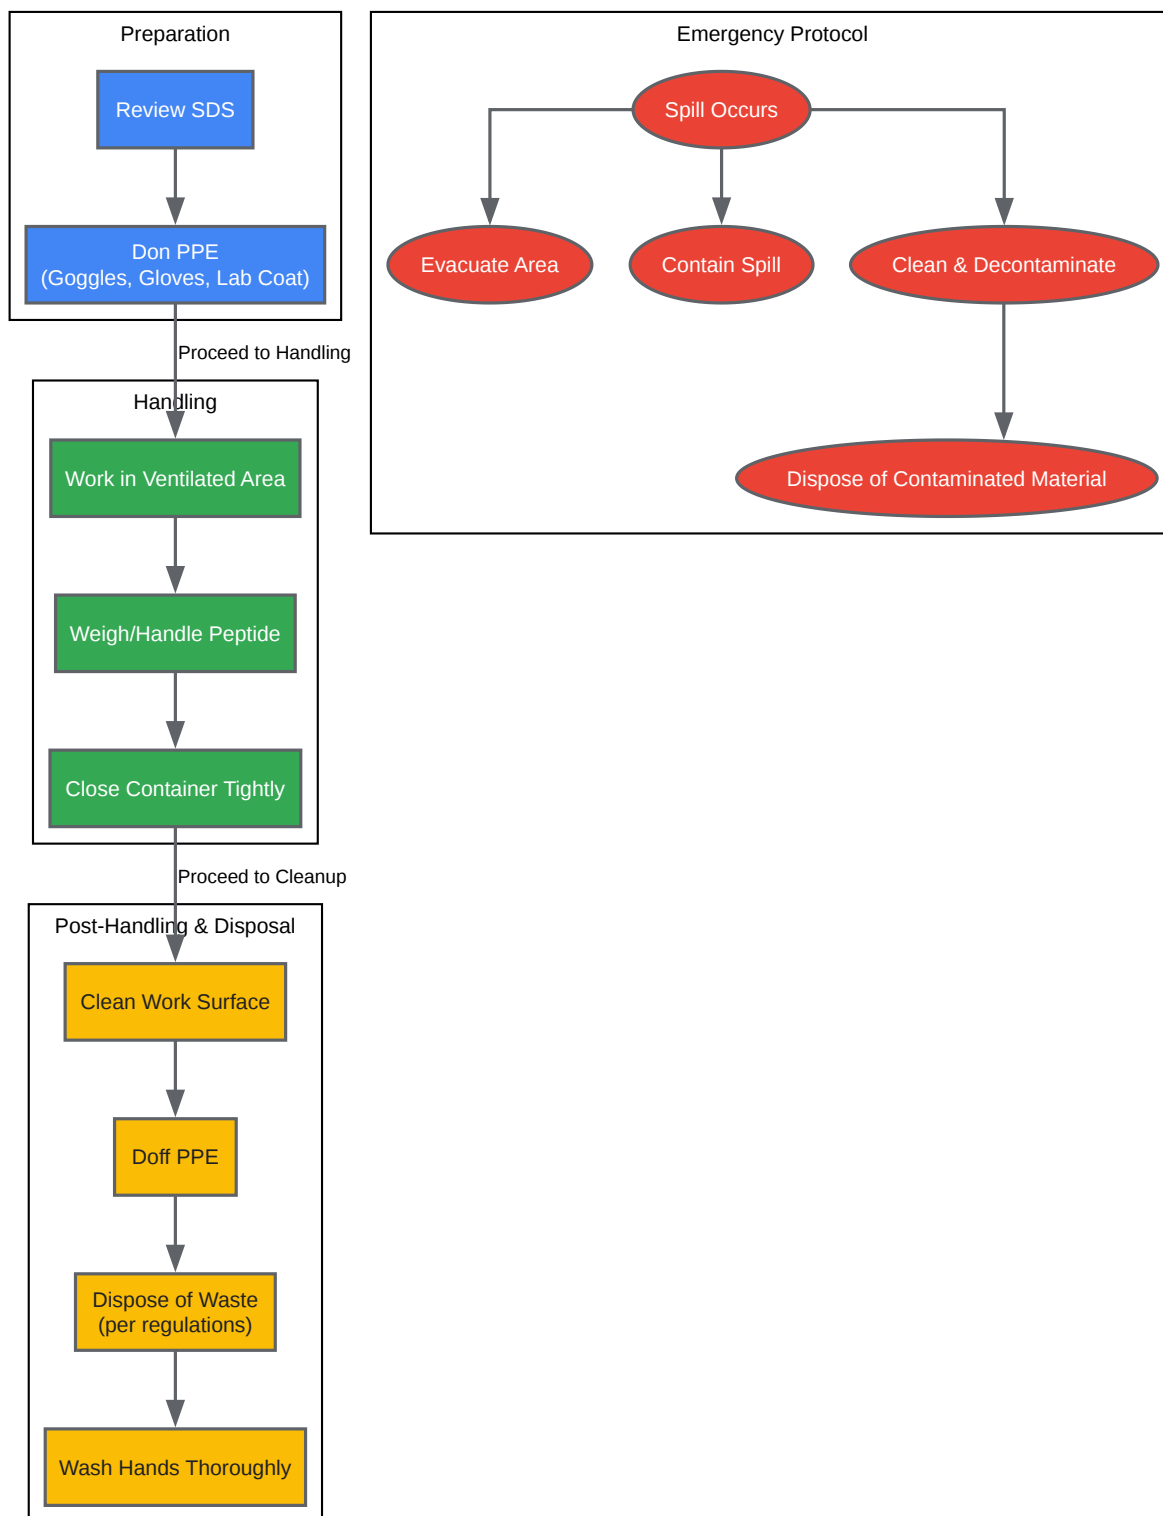 Preparation
Review SDS
Don PPE
(Goggles, Gloves, Lab Coat)
Proceed to Handling
Handling
Work in Ventilated Area
Weigh/Handle Peptide
Close Container Tightly
Proceed to Cleanup
Post-Handling & Disposal
Clean Work Surface
Doff PPE
Dispose of Waste
(per regulations)
Wash Hands Thoroughly
Emergency Protocol
Spill Occurs
Evacuate Area
Contain Spill
Clean & Decontaminate
Dispose of Contaminated Material